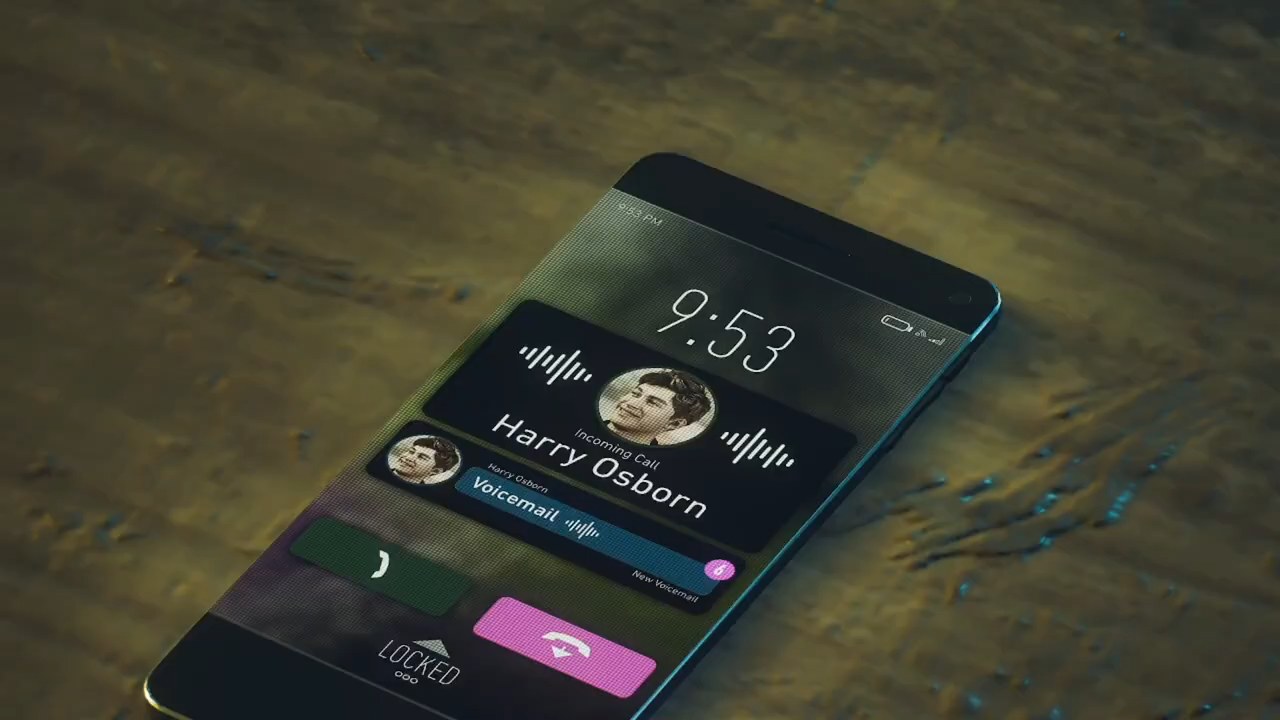 9:53 PM
9:53
Incoming Call
Harry Osborn
Harry Osborn
Voicemail
6
New Voicemail
LOCKED